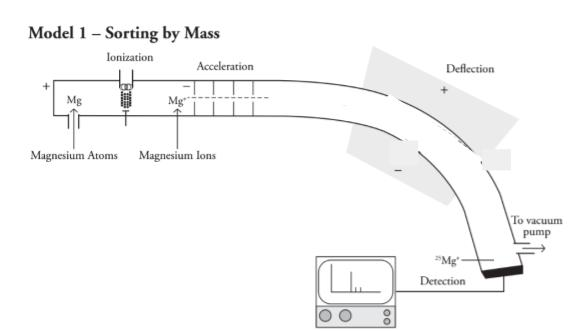 Model 1 – Sorting by Mass
Ionization
Acceleration
Deflection
+
+
Mg
Mg⁺
–
Magnesium Atoms
Magnesium Ions
–
To vacuum
pump
²⁵Mg⁺
Detection